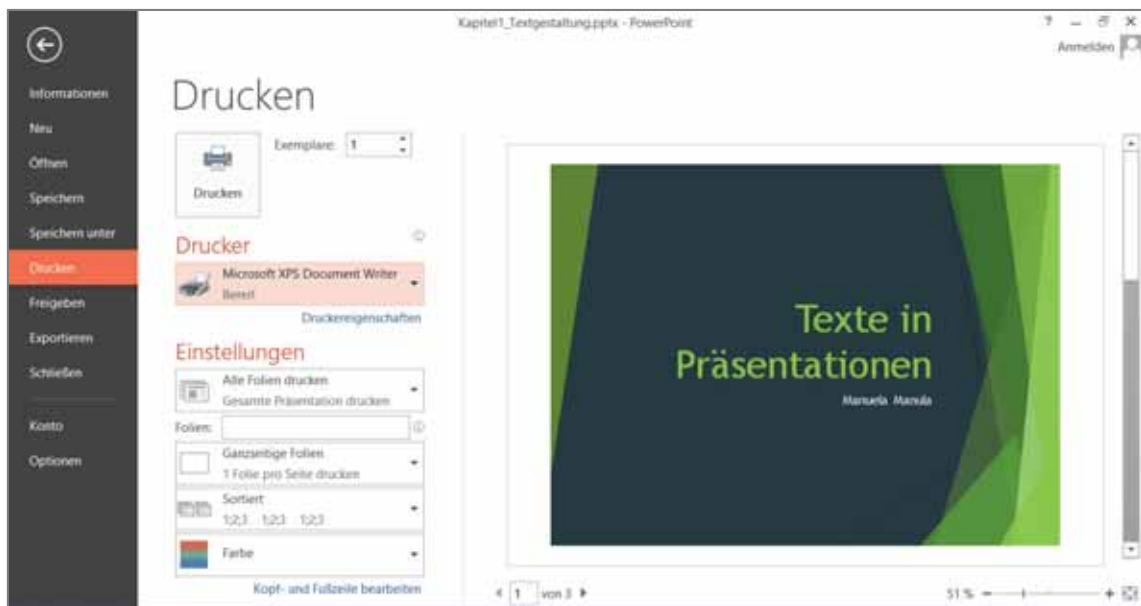 Kapitel1_Textgestaltung.pptx - PowerPoint
?
Anmelden
Informationen
Neu
Öffnen
Speichern
Speichern unter
Drucken
Freigeben
Exportieren
Schließen
Konto
Optionen
Drucken
Exemplare: 1
Drucken
Drucker
Microsoft XPS Document Writer
Bereit
Druckereigenschaften
Einstellungen
Alle Folien drucken
Gesamte Präsentation drucken
Folien:
Ganzseitige Folien
1 Folie pro Seite drucken
Sortiert
1;2;3 1;2;3 1;2;3
Farbe
Kopf- und Fußzeile bearbeiten
Texte in
Präsentationen
Manuela Manula
1 von 3
51 %